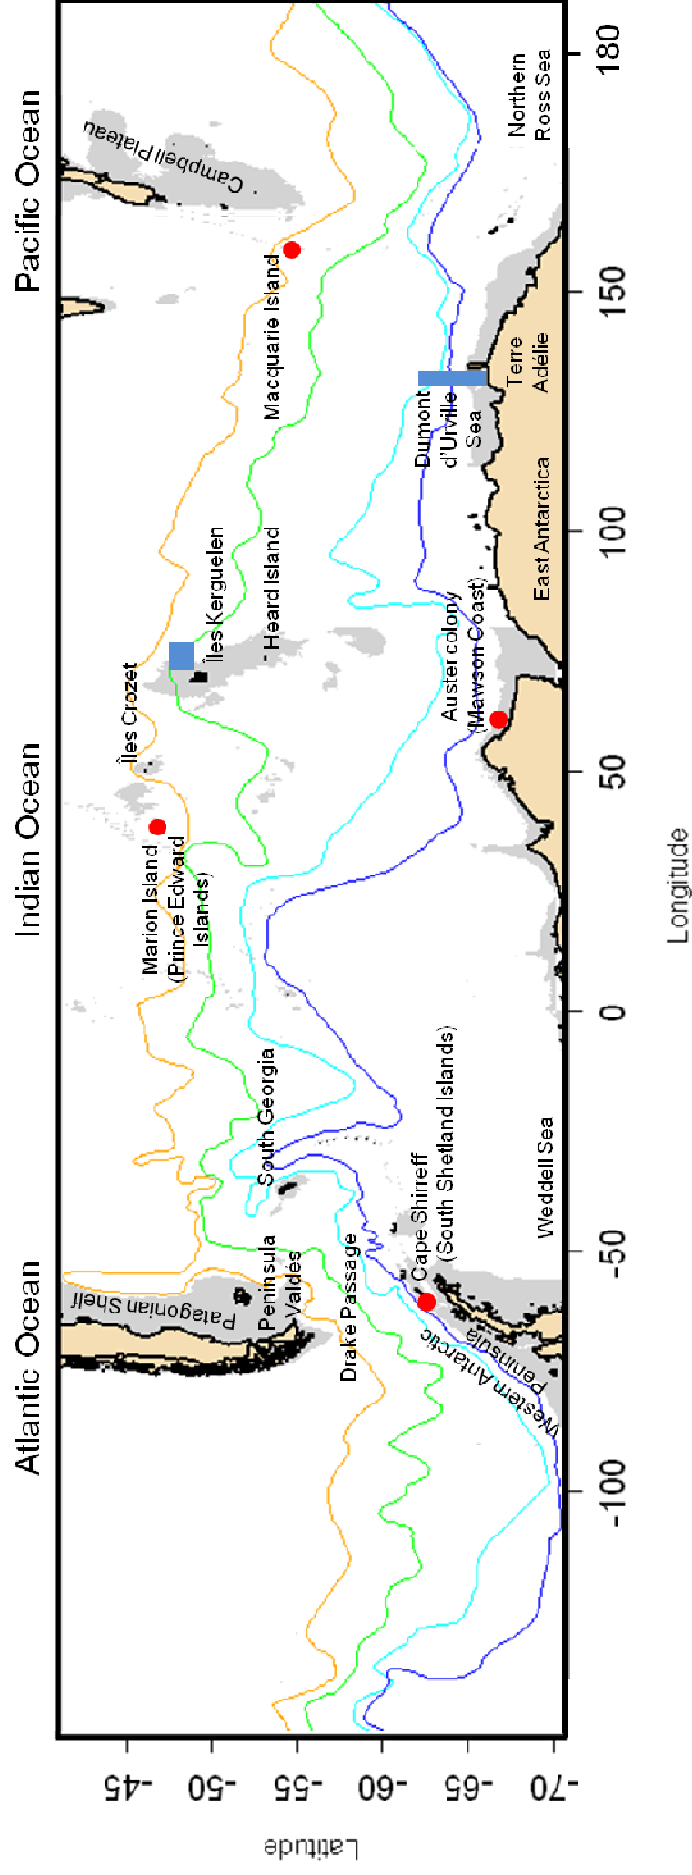 Atlantic Ocean
Indian Ocean
Pacific Ocean
Patagonian Shelf
Peninsula
Valdés
Drake Passage
South Georgia
Cape Shirreff
(South Shetland Islands)
Western Antarctic
Peninsula
Weddell Sea
Marion Island
(Prince Edward
Islands)
Îles Crozet
Îles Kerguelen
Heard Island
Auster colony
(Mawson Coast)
East Antarctica
Dumont
d'Urville
Sea
Terre
Adélie
Macquarie Island
Campbell Plateau
Northern
Ross Sea
Latitude
-45
-50
-55
-60
-65
-70
-100
-50
0
50
100
150
180
Longitude